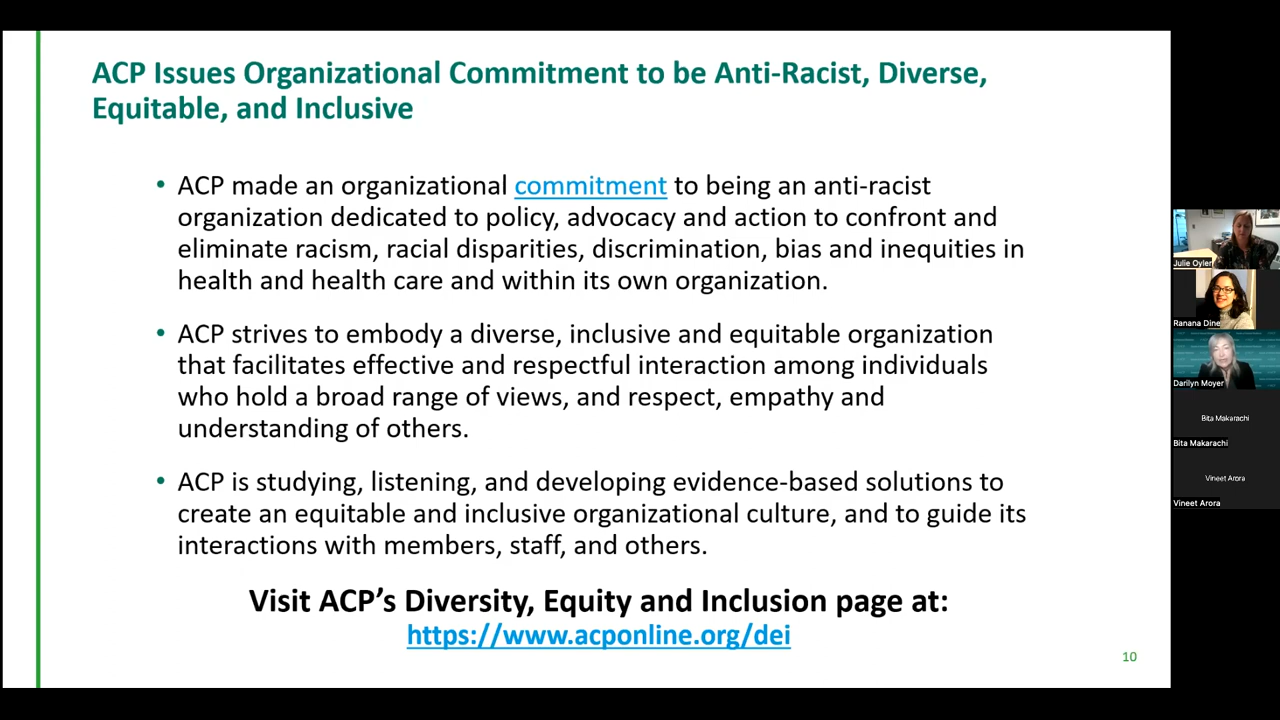 ACP Issues Organizational Commitment to be Anti-Racist, Diverse,
Equitable, and Inclusive
• ACP made an organizational commitment to being an anti-racist
organization dedicated to policy, advocacy and action to confront and
eliminate racism, racial disparities, discrimination, bias and inequities in
health and health care and within its own organization.
• ACP strives to embody a diverse, inclusive and equitable organization
that facilitates effective and respectful interaction among individuals
who hold a broad range of views, and respect, empathy and
understanding of others.
• ACP is studying, listening, and developing evidence-based solutions to
create an equitable and inclusive organizational culture, and to guide its
interactions with members, staff, and others.
Visit ACP’s Diversity, Equity and Inclusion page at:
https://www.acponline.org/dei
10
Julie Oyler
Ranana Dine
Darilyn Moyer
Bita Makarachi
Bita Makarachi
Vineet Arora
Vineet Arora